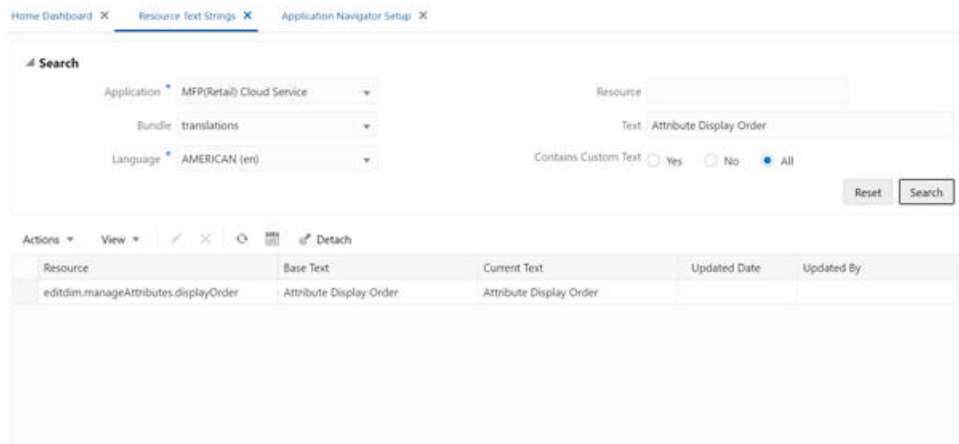 Home Dashboard X Resource Text Strings X Application Navigator Setup X
Search
Application * MFP(Retail) Cloud Service Resource
Bundle translations Text Attribute Display Order
Language * AMERICAN (en) Contains Custom Text Yes No All
Reset Search
Actions View Detach
Resource Base Text Current Text Updated Date Updated By
editdim.manageAttributes.displayOrder Attribute Display Order Attribute Display Order